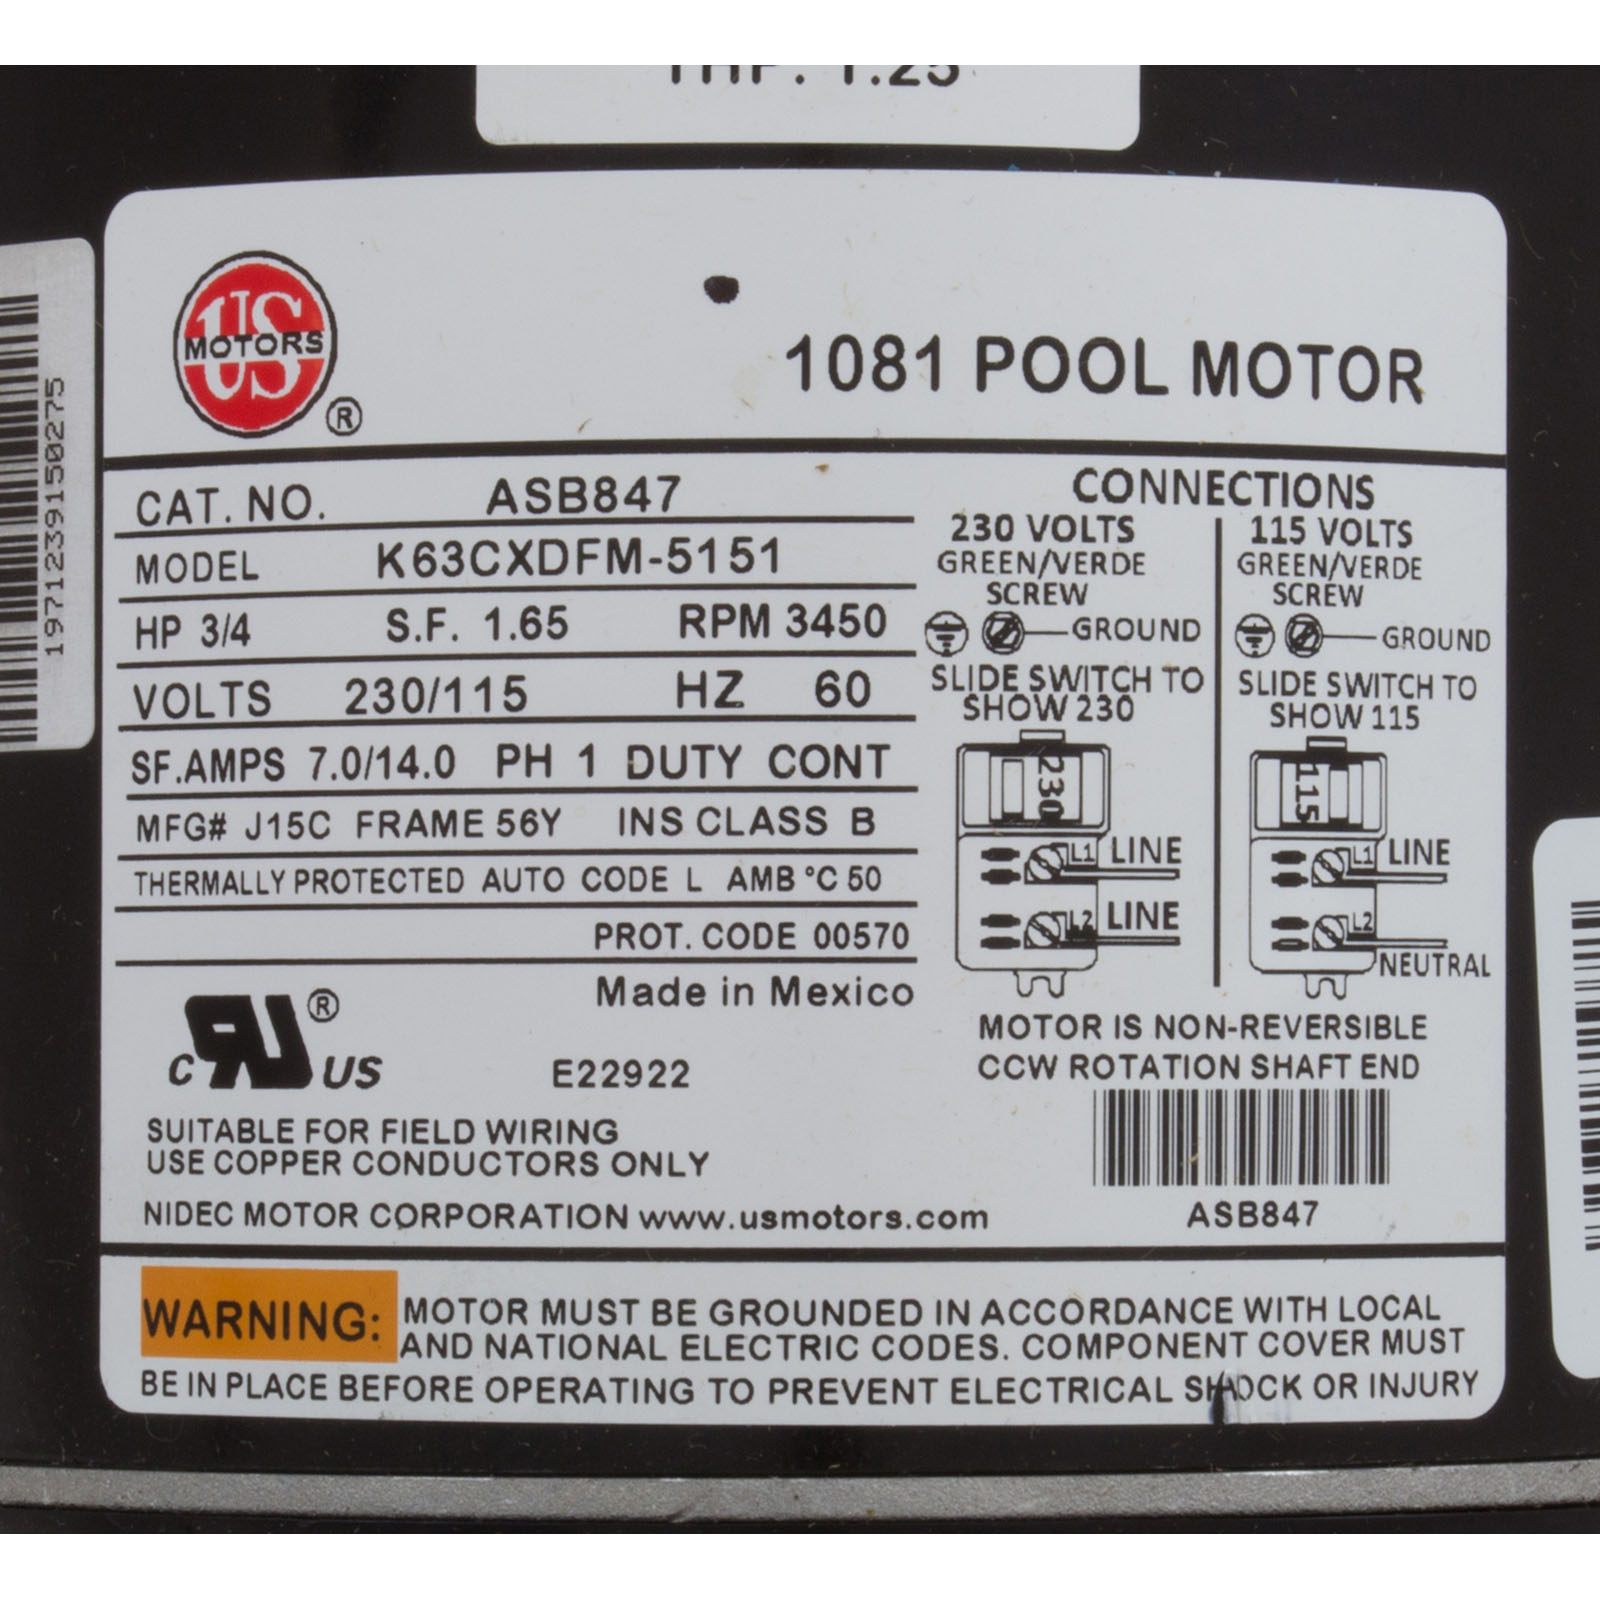 THP. 1.25
US
MOTORS
US
®
1081 POOL MOTOR
1971239150275
CAT. NO. ASB847
MODEL K63CXDFM-5151
HP 3/4 S.F. 1.65 RPM 3450
VOLTS 230/115 HZ 60
SF.AMPS 7.0/14.0 PH 1 DUTY CONT
MFG# J15C FRAME 56Y INS CLASS B
THERMALLY PROTECTED AUTO CODE L AMB °C 50
PROT. CODE 00570
Made in Mexico
CONNECTIONS
230 VOLTS
GREEN/VERDE
SCREW
GROUND
SLIDE SWITCH TO
SHOW 230
230
L1 LINE
L2 LINE
115 VOLTS
GREEN/VERDE
SCREW
GROUND
SLIDE SWITCH TO
SHOW 115
115
L1 LINE
L2
NEUTRAL
MOTOR IS NON-REVERSIBLE
CCW ROTATION SHAFT END
ASB847
c RU ® US
E22922
SUITABLE FOR FIELD WIRING
USE COPPER CONDUCTORS ONLY
NIDEC MOTOR CORPORATION www.usmotors.com
WARNING: MOTOR MUST BE GROUNDED IN ACCORDANCE WITH LOCAL
AND NATIONAL ELECTRIC CODES. COMPONENT COVER MUST
BE IN PLACE BEFORE OPERATING TO PREVENT ELECTRICAL SHOCK OR INJURY